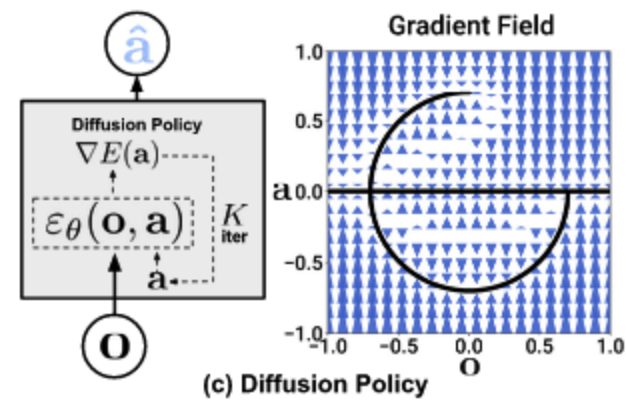 â
Diffusion Policy
∇E(a)
ε_θ(o, a)
K
iter
a
o
Gradient Field
1.0
0.5
a 0.0
−0.5
−1.0
−1.0 −0.5 0.0 0.5 1.0
o
(c) Diffusion Policy